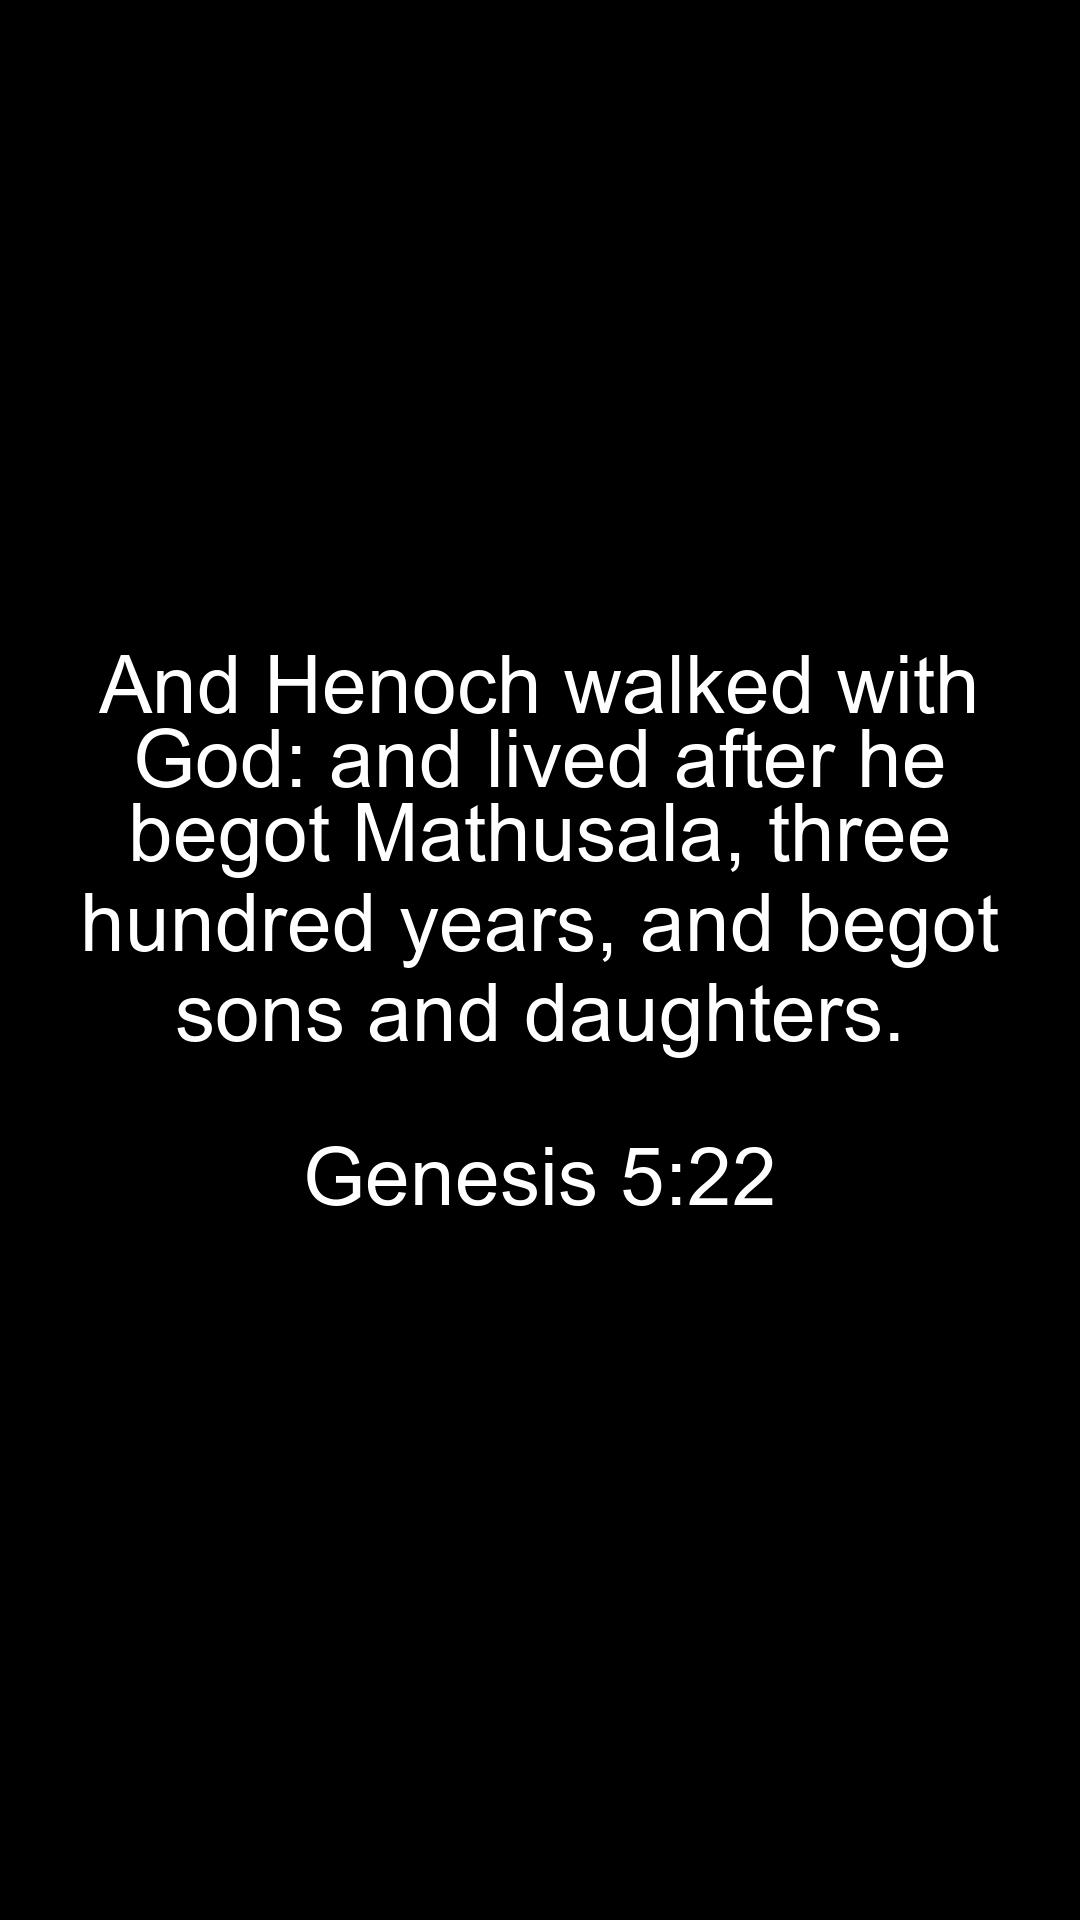 And Henoch walked with
God: and lived after he
begot Mathusala, three
hundred years, and begot
sons and daughters.
Genesis 5:22